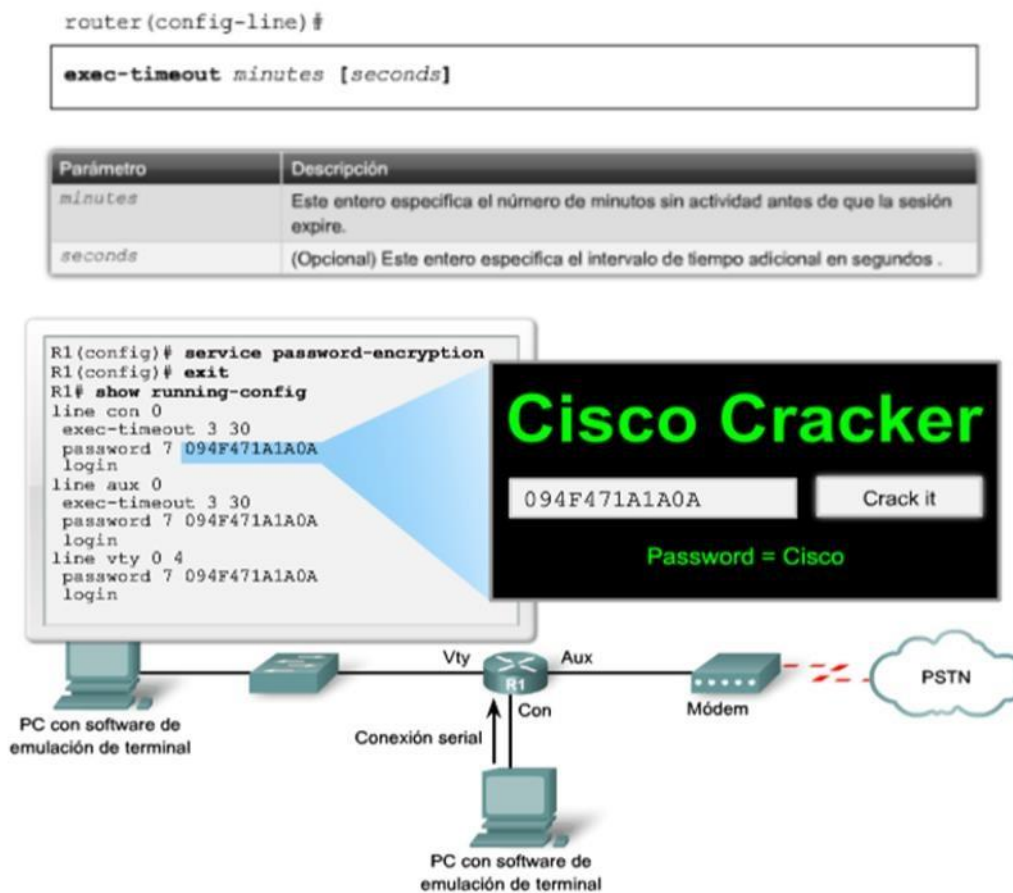 router(config-line)#
exec-timeout minutes [seconds]
Parámetro Descripción
minutes Este entero especifica el número de minutos sin actividad antes de que la sesión
expire.
seconds (Opcional) Este entero especifica el intervalo de tiempo adicional en segundos .
R1(config)# service password-encryption
R1(config)# exit
R1# show running-config
line con 0
exec-timeout 3 30
password 7 094F471A1A0A
login
line aux 0
exec-timeout 3 30
password 7 094F471A1A0A
login
line vty 0 4
password 7 094F471A1A0A
login
Cisco Cracker
094F471A1A0A Crack it
Password = Cisco
Vty Aux
R1
PSTN
Con
Módem
PC con software de
emulación de terminal
Conexión serial
PC con software de
emulación de terminal